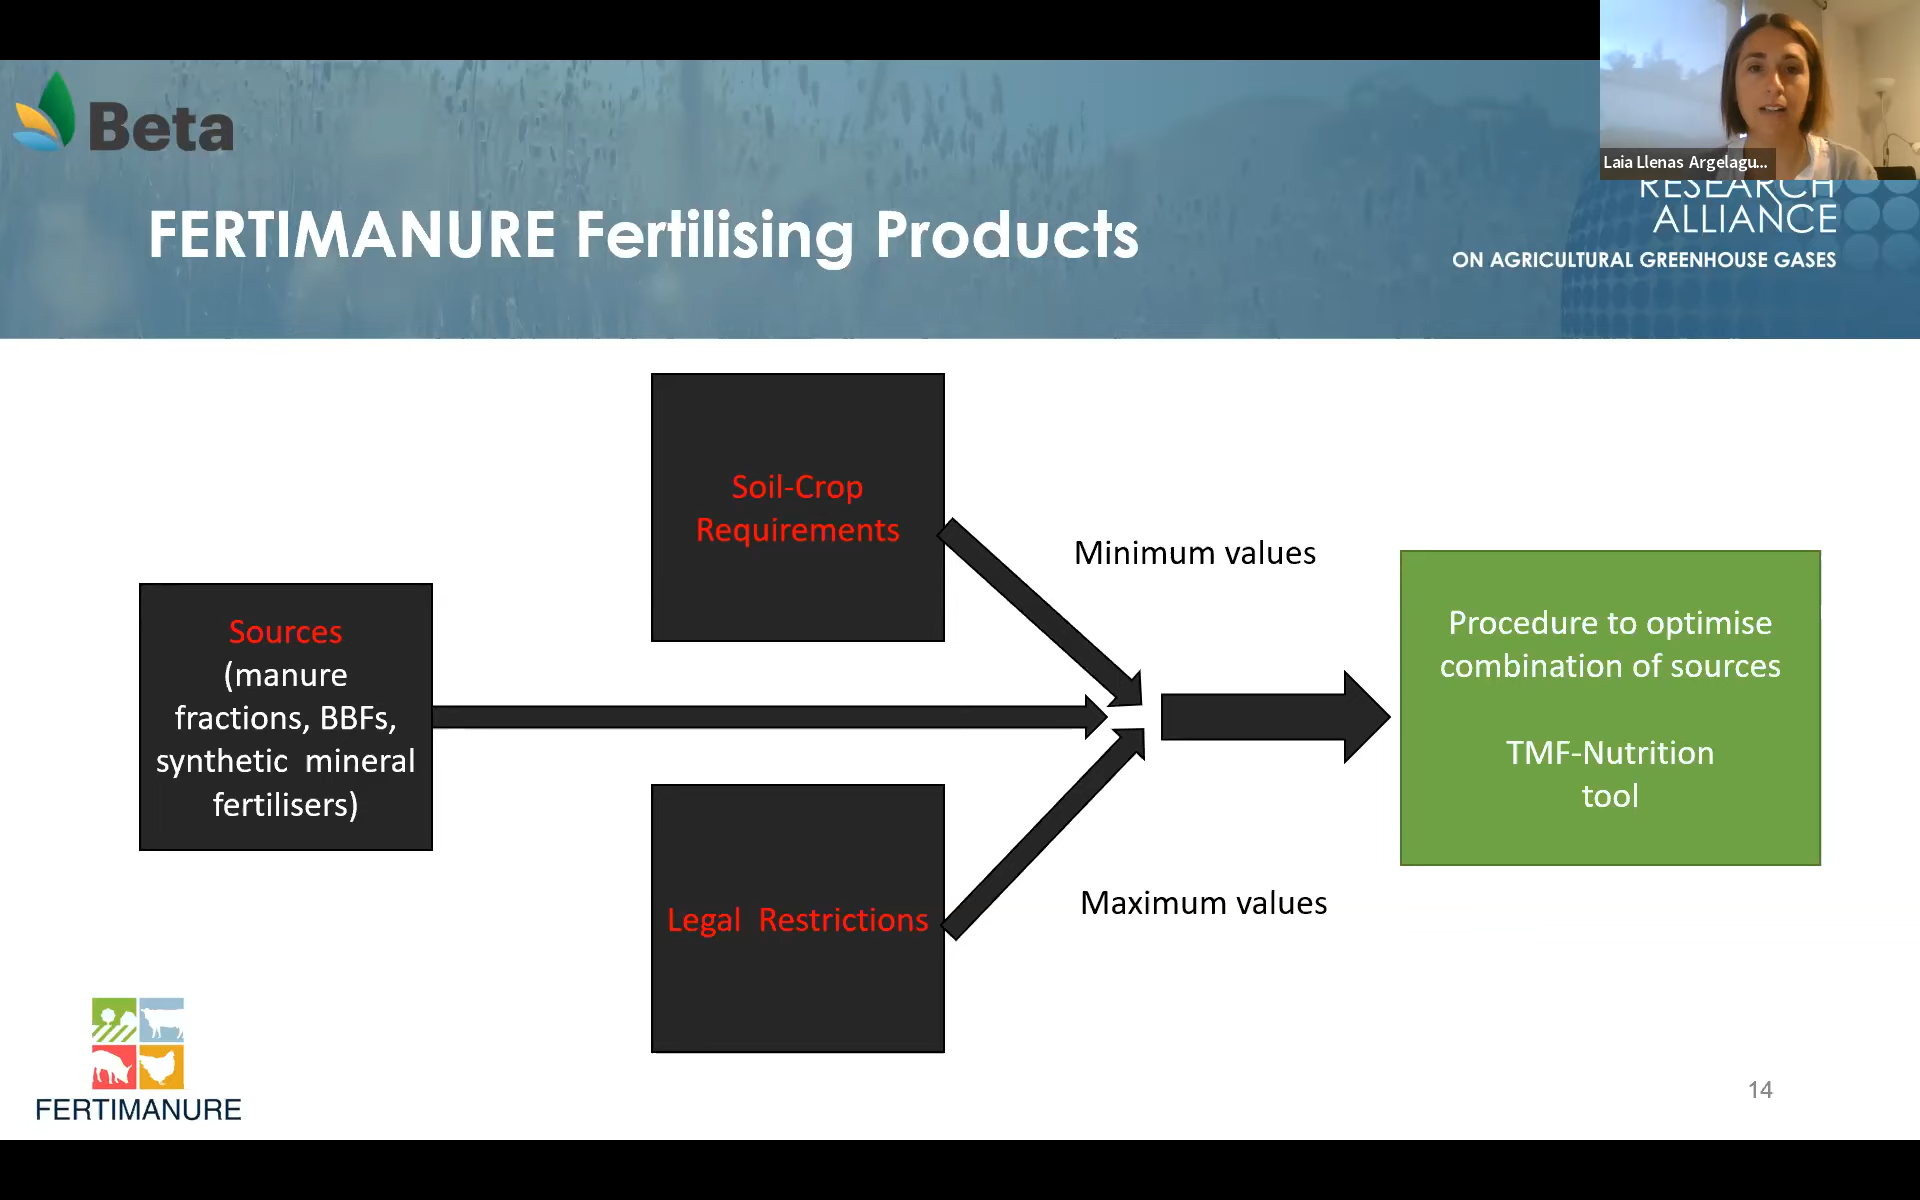 Beta
Laia Llenas Argelagu...
FERTIMANURE Fertilising Products
RESEARCH
ALLIANCE
ON AGRICULTURAL GREENHOUSE GASES
Soil-Crop
Requirements
Minimum values
Sources
(manure
fractions, BBFs,
synthetic mineral
fertilisers)
Procedure to optimise
combination of sources
TMF-Nutrition
tool
Legal Restrictions
Maximum values
FERTIMANURE
14